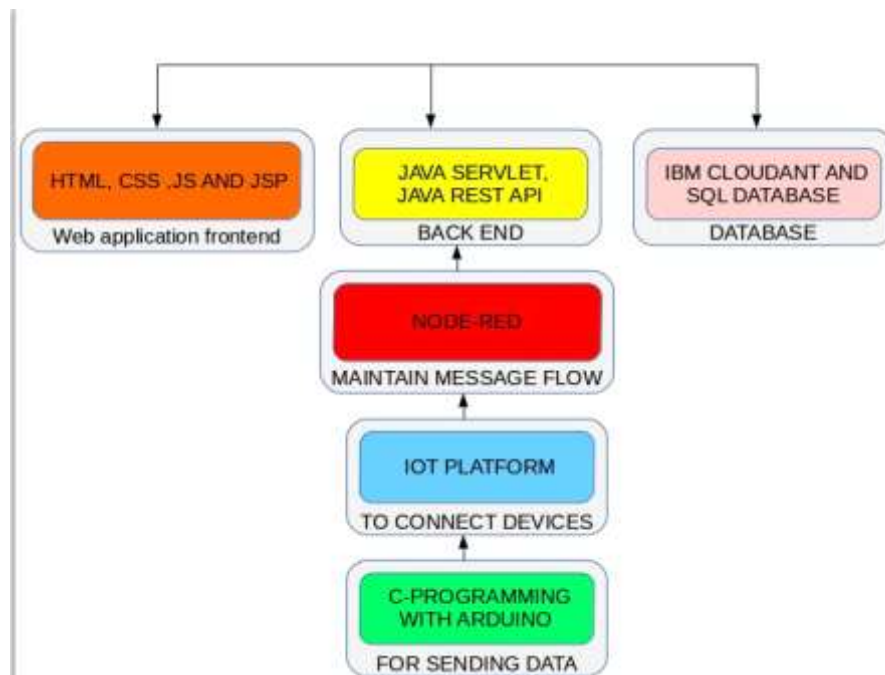 HTML, CSS ,JS AND JSP
Web application frontend
JAVA SERVLET,
JAVA REST API
BACK END
IBM CLOUDANT AND
SQL DATABASE
DATABASE
NODE-RED
MAINTAIN MESSAGE FLOW
IOT PLATFORM
TO CONNECT DEVICES
C-PROGRAMMING
WITH ARDUINO
FOR SENDING DATA